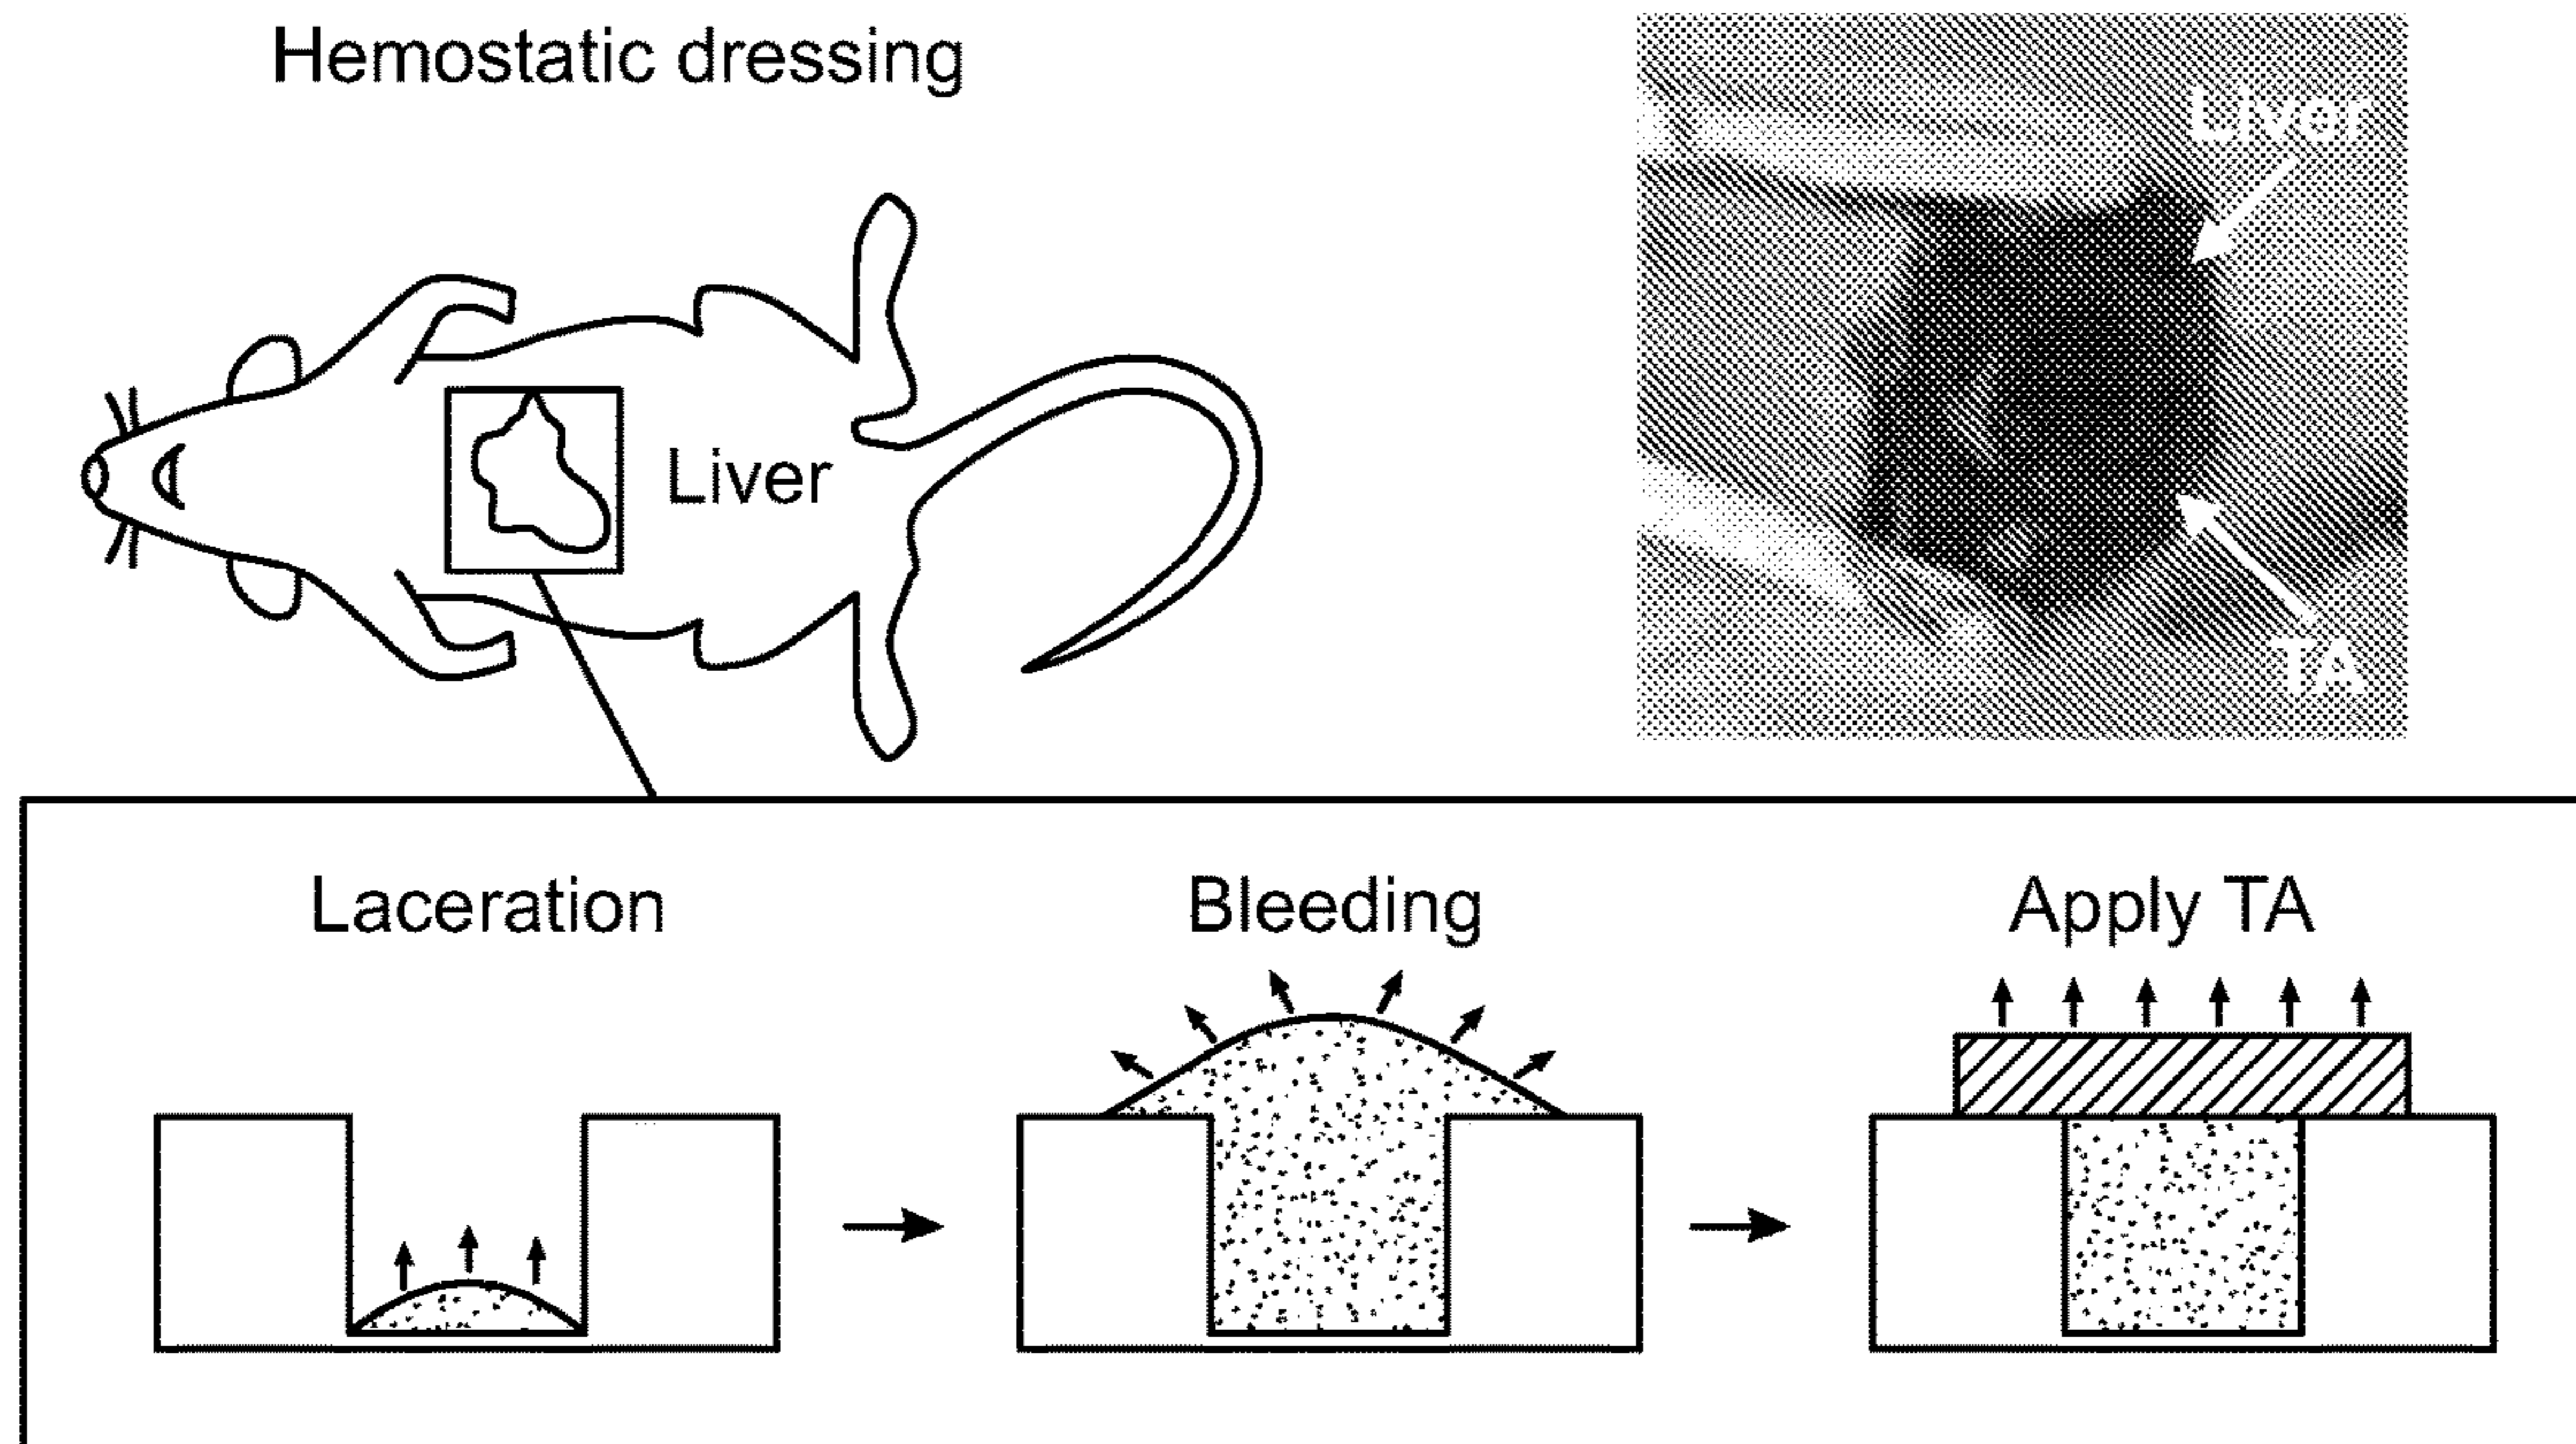 Hemostatic dressing
Liver
Liver
TA
Laceration
Bleeding
Apply TA